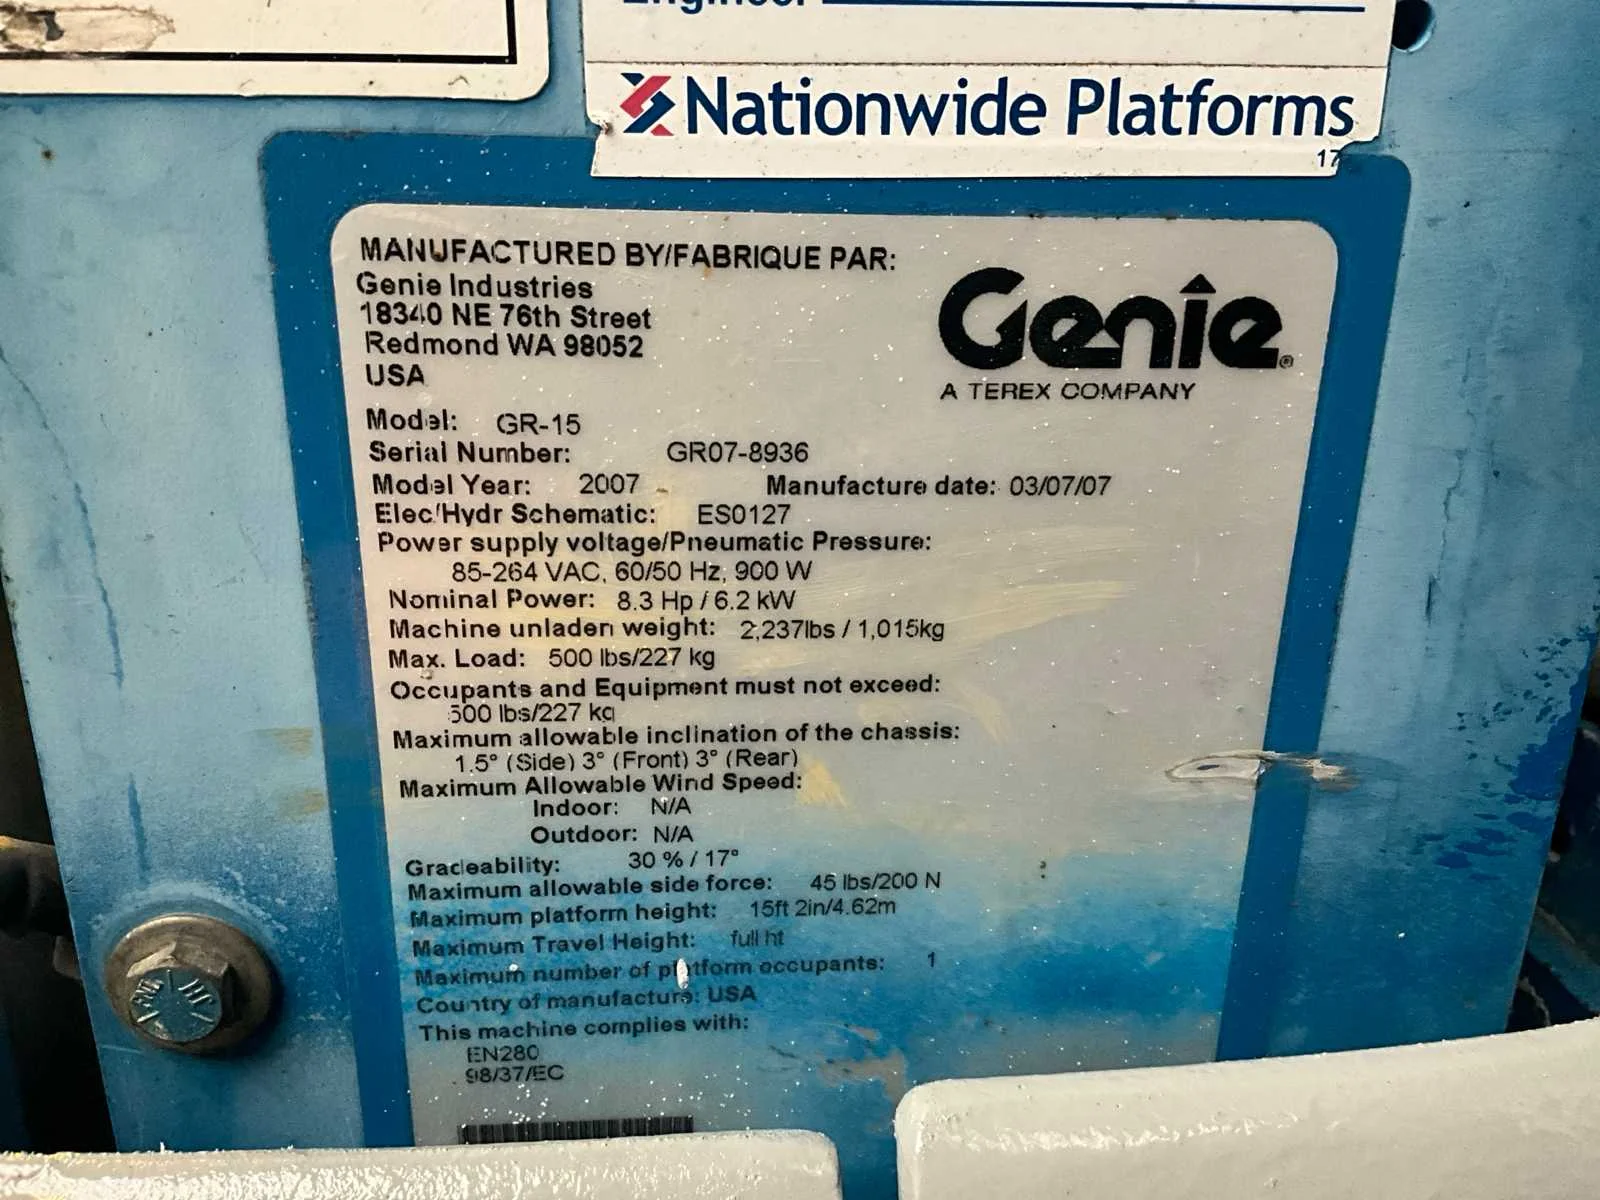 Engineer
Nationwide Platforms
17
MANUFACTURED BY/FABRIQUE PAR:
Genie Industries
18340 NE 76th Street
Redmond WA 98052
USA
Genie®
A TEREX COMPANY
Model: GR-15
Serial Number: GR07-8936
Model Year: 2007 Manufacture date: 03/07/07
Elec/Hydr Schematic: ES0127
Power supply voltage/Pneumatic Pressure:
85-264 VAC, 60/50 Hz, 900 W
Nominal Power: 8.3 Hp / 6.2 kW
Machine unladen weight: 2,237lbs / 1,015kg
Max. Load: 500 lbs/227 kg
Occupants and Equipment must not exceed:
500 lbs/227 kg
Maximum allowable inclination of the chassis:
1.5° (Side) 3° (Front) 3° (Rear)
Maximum Allowable Wind Speed:
Indoor: N/A
Outdoor: N/A
Gradeability: 30 % / 17°
Maximum allowable side force: 45 lbs/200 N
Maximum platform height: 15ft 2in/4.62m
Maximum Travel Height: full ht
Maximum number of platform occupants: 1
Country of manufacture: USA
This machine complies with:
EN280
98/37/EC